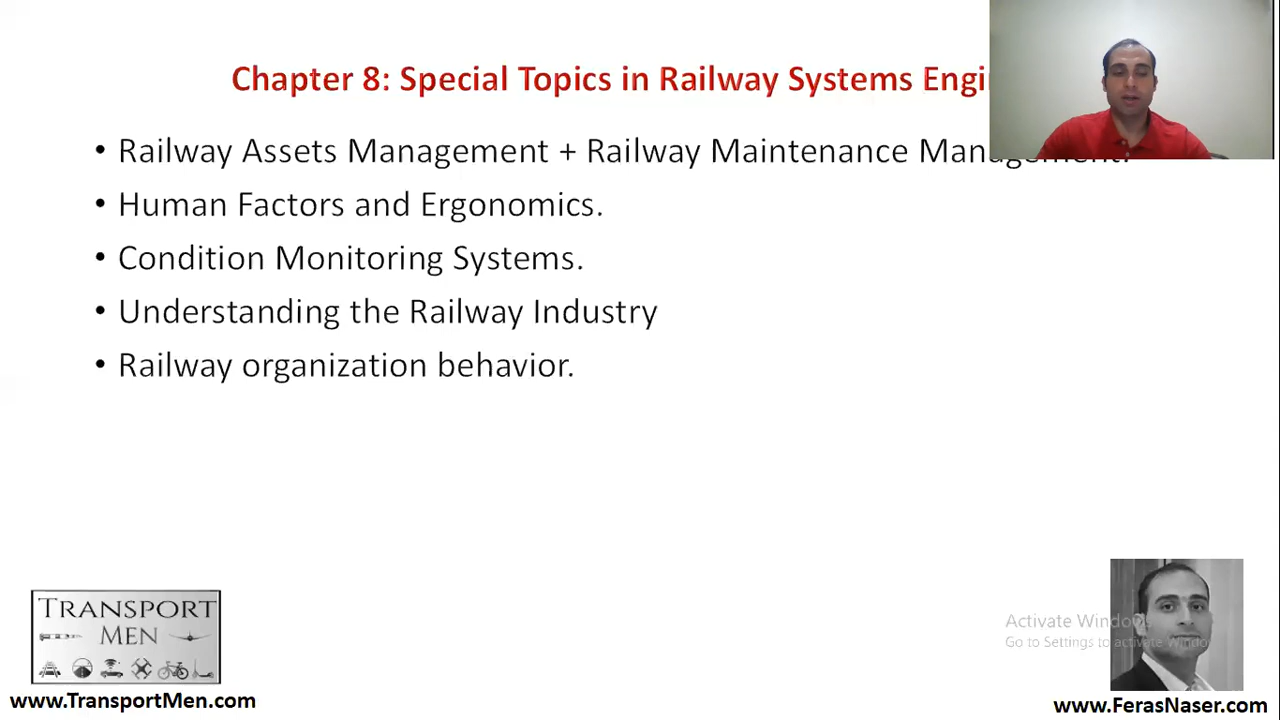 Chapter 8: Special Topics in Railway Systems
• Railway Assets Management + Railway Maintenance Management.
• Human Factors and Ergonomics.
• Condition Monitoring Systems.
• Understanding the Railway Industry
• Railway organization behavior.
TRANSPORT
MEN
Activate Windows
Go to Settings to activate Windows
www.TransportMen.com
www.FerasNaser.com